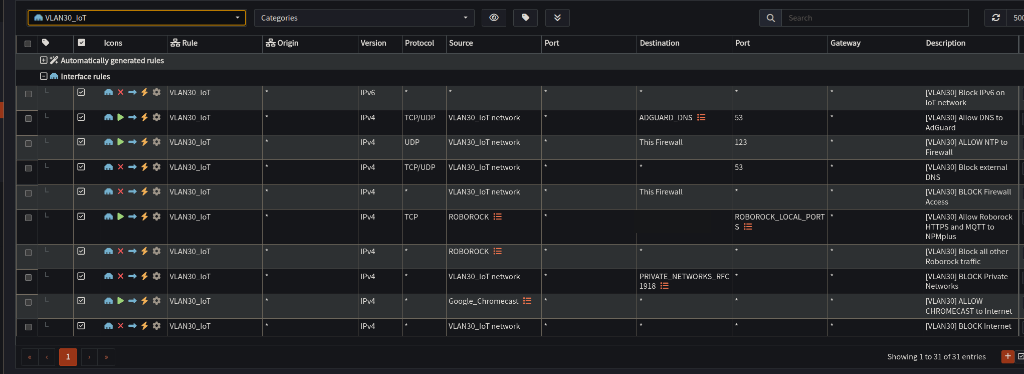 VLAN30_IoT
Categories
Search
500
Icons Rule Origin Version Protocol Source Port Destination Port Gateway Description
Automatically generated rules
Interface rules
VLAN30_IoT * IPv6 * * * * * * [VLAN30] Block IPv6 on
IoT network
VLAN30_IoT * IPv4 TCP/UDP VLAN30_IoT network * ADGUARD_DNS 53 * [VLAN30] Allow DNS to
AdGuard
VLAN30_IoT * IPv4 UDP VLAN30_IoT network * This Firewall 123 * [VLAN30] ALLOW NTP to
Firewall
VLAN30_IoT * IPv4 TCP/UDP VLAN30_IoT network * * 53 * [VLAN30] Block external
DNS
VLAN30_IoT * IPv4 * VLAN30_IoT network * This Firewall * * [VLAN30] BLOCK Firewall
Access
VLAN30_IoT * IPv4 TCP ROBOROCK * ROBOROCK_LOCAL_PORT * [VLAN30] Allow Roborock
S HTTPS and MQTT to
NPMplus
VLAN30_IoT * IPv4 * ROBOROCK * * * * [VLAN30] Block all other
Roborock traffic
VLAN30_IoT * IPv4 * VLAN30_IoT network * PRIVATE_NETWORKS_RFC * * [VLAN30] BLOCK Private
1918 Networks
VLAN30_IoT * IPv4 * Google_Chromecast * * * * [VLAN30] ALLOW
CHROMECAST to Internet
VLAN30_IoT * IPv4 * VLAN30_IoT network * * * * [VLAN30] BLOCK Internet
« ‹ 1 › »
Showing 1 to 31 of 31 entries